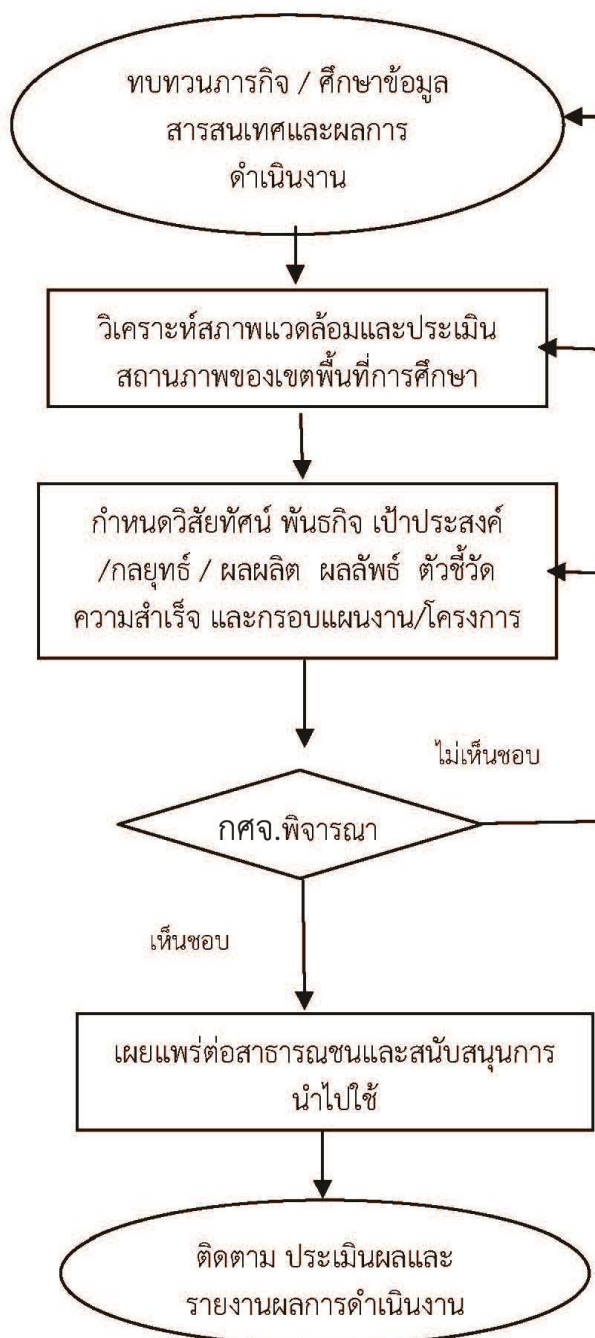 ทบทวนภารกิจ / ศึกษาข้อมูล
สารสนเทศและผลการ
ดำเนินงาน
วิเคราะห์สภาพแวดล้อมและประเมิน
สถานภาพของเขตพื้นที่การศึกษา
กำหนดวิสัยทัศน์ พันธกิจ เป้าประสงค์
/กลยุทธ์ / ผลผลิต ผลลัพธ์ ตัวชี้วัด
ความสำเร็จ และกรอบแผนงาน/โครงการ
ไม่เห็นชอบ
กศจ.พิจารณา
เห็นชอบ
เผยแพร่ต่อสาธารณชนและสนับสนุนการ
นำไปใช้
ติดตาม ประเมินผลและ
รายงานผลการดำเนินงาน